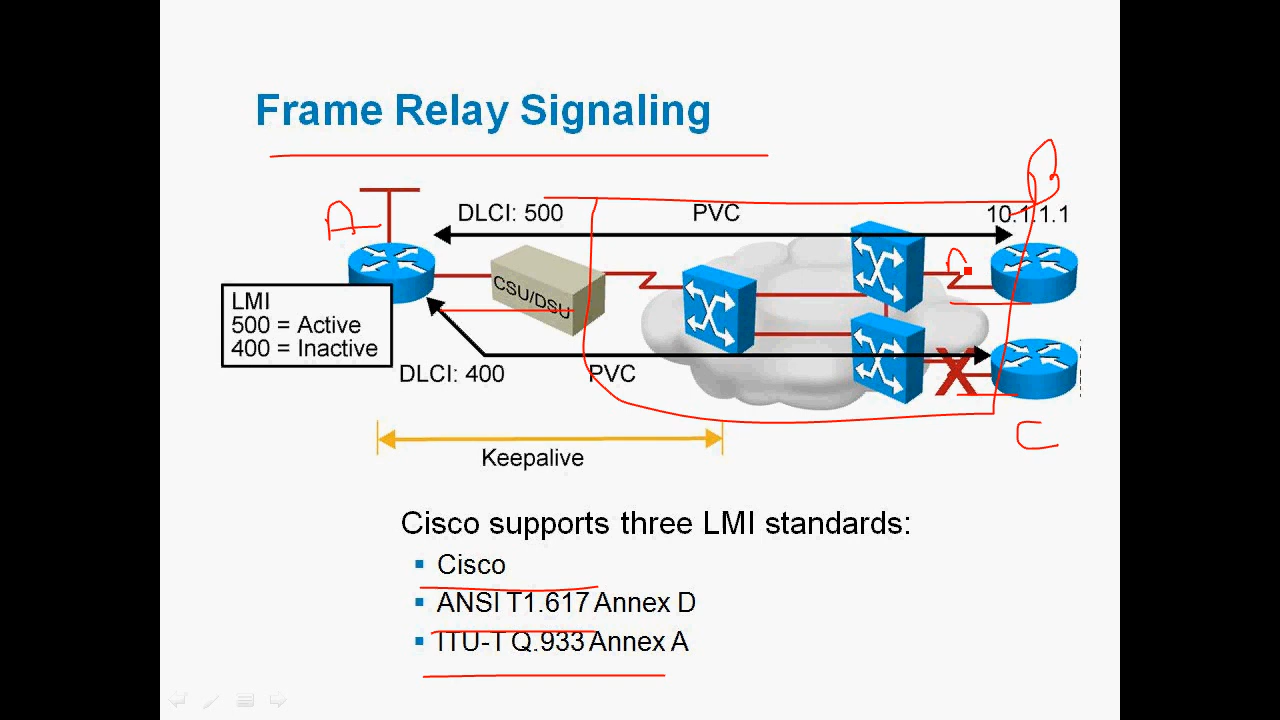 Frame Relay Signaling
B
A
DLCI: 500
PVC
10.1.1.1
CSU/DSU
LMI
500 = Active
400 = Inactive
DLCI: 400
PVC
X
C
Keepalive
Cisco supports three LMI standards:
Cisco
ANSI T1.617 Annex D
ITU-T Q.933 Annex A